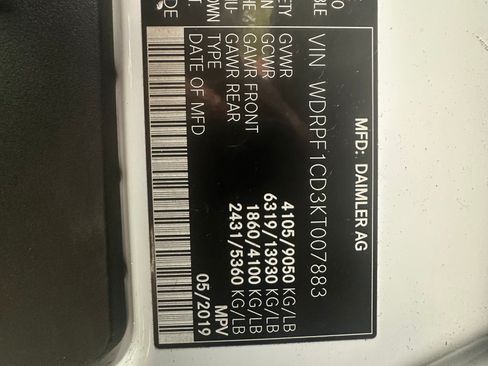 MFD: DAIMLER AG
VIN WDRPF1CD3KT007883
GVWR 4105/9050 KG/LB
GCWR 6319/13930 KG/LB
GAWR FRONT 1860/4100 KG/LB
GAWR REAR 2431/5360 KG/LB
TYPE MPV
DATE OF MFD 05/2019